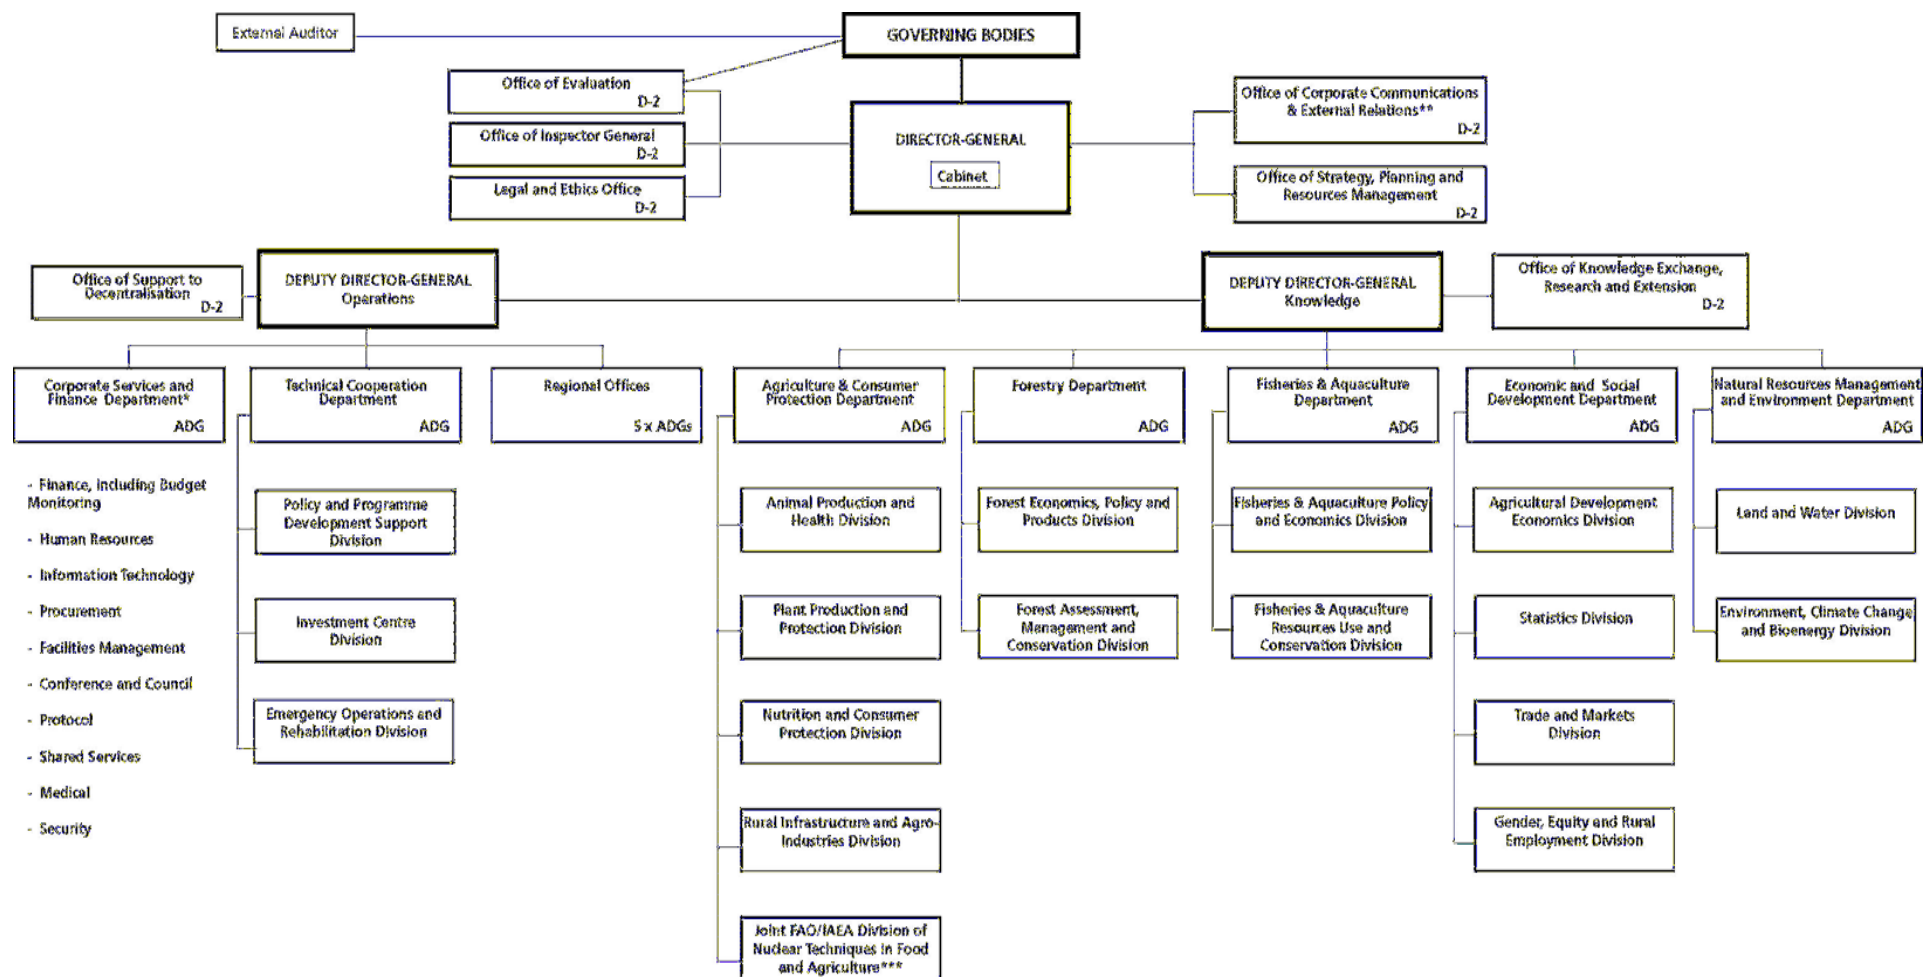 External Auditor
GOVERNING BODIES
Office of Evaluation
D-2
Office of Inspector General
D-2
Legal and Ethics Office
D-2
DIRECTOR-GENERAL
Cabinet
Office of Corporate Communications
& External Relations**
D-2
Office of Strategy, Planning and
Resources Management
D-2
Office of Support to
Decentralisation
D-2
DEPUTY DIRECTOR-GENERAL
Operations
DEPUTY DIRECTOR-GENERAL
Knowledge
Office of Knowledge Exchange,
Research and Extension
D-2
Corporate Services and
Finance Department*
ADG
- Finance, Including Budget
Monitoring
- Human Resources
- Information Technology
- Procurement
- Facilities Management
- Conference and Council
- Protocol
- Shared Services
- Medical
- Security
Technical Cooperation
Department
ADG
Policy and Programme
Development Support
Division
Investment Centre
Division
Emergency Operations and
Rehabilitation Division
Regional Offices
5 x ADGs
Agriculture & Consumer
Protection Department
ADG
Animal Production and
Health Division
Plant Production and
Protection Division
Nutrition and Consumer
Protection Division
Rural Infrastructure and Agro-
Industries Division
Joint FAO/IAEA Division of
Nuclear Techniques in Food
and Agriculture***
Forestry Department
ADG
Forest Economics, Policy and
Products Division
Forest Assessment,
Management and
Conservation Division
Fisheries & Aquaculture
Department
ADG
Fisheries & Aquaculture Policy
and Economics Division
Fisheries & Aquaculture
Resources Use and
Conservation Division
Economic and Social
Development Department
ADG
Agricultural Development
Economics Division
Statistics Division
Trade and Markets
Division
Gender, Equity and Rural
Employment Division
Natural Resources Management
and Environment Department
ADG
Land and Water Division
Environment, Climate Change
and Bioenergy Division